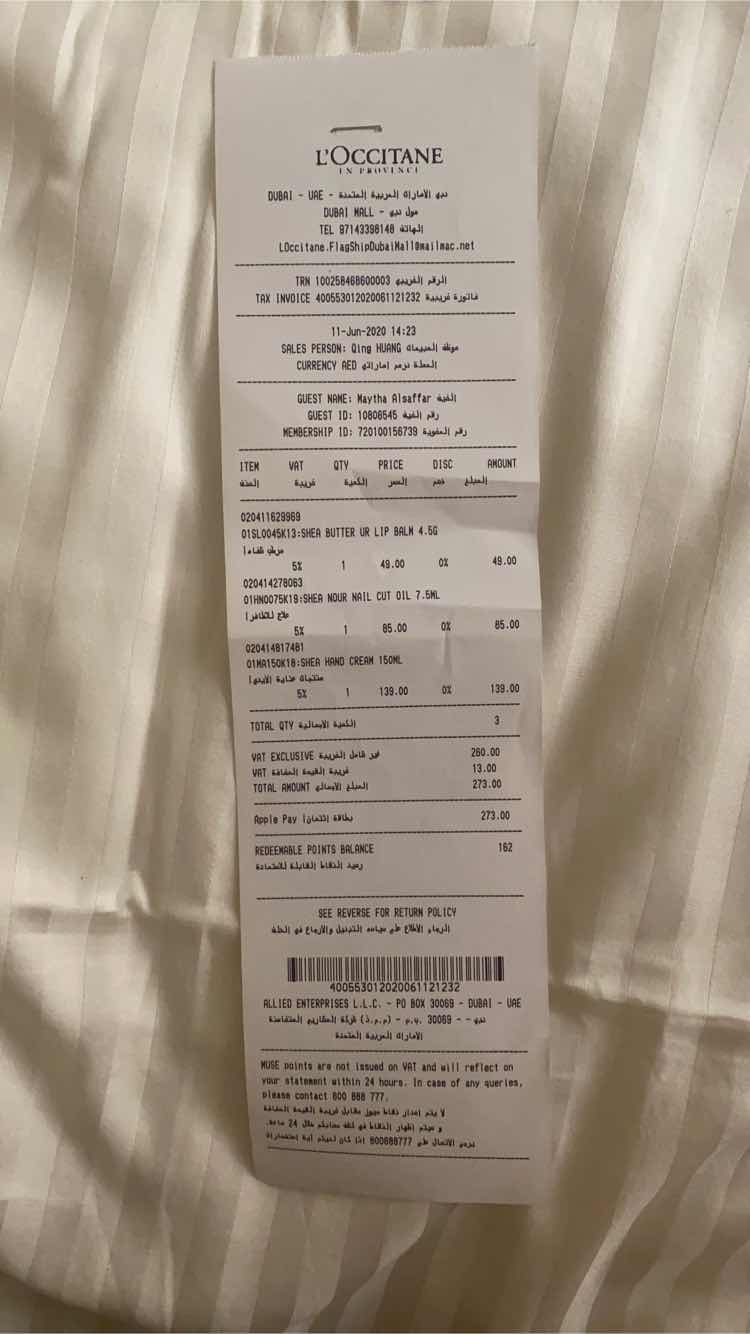 L'OCCITANE
EN PROVENCE
DUBAI - UAE - دبي الأمارات العربية المتحدة
DUBAI MALL - دبي مول
TEL 97143398148 الهاتف
LOccitane.FlagShipDubaiMall@mailmac.net
TRN 100258468600003 الرقم الضريبي
TAX INVOICE 400553012020061121232 فاتورة ضريبية
11-Jun-2020 14:23
SALES PERSON: Qing HUANG موظف المبيعات
CURRENCY AED العملة درهم إماراتي
GUEST NAME: Maytha Alsaffar الضيف
GUEST ID: 10808545 رقم الضيف
MEMBERSHIP ID: 720100156739 رقم العضوية
ITEM VAT QTY PRICE DISC AMOUNT
الصنف ضريبة الكمية السعر خصم المبلغ
020411629969
01SL0045K13:SHEA BUTTER UR LIP BALM 4.5G
مرطب شفاه
5% 1 49.00 0% 49.00
020414278063
01HN0075K19:SHEA NOUR NAIL CUT OIL 7.5ML
علاج للأظافر
5% 1 85.00 0% 85.00
020414817481
01MA150K18:SHEA HAND CREAM 150ML
منتجات عناية الأيدي
5% 1 139.00 0% 139.00
TOTAL QTY الكمية الأجمالية 3
VAT EXCLUSIVE غير شامل الضريبة 260.00
VAT ضريبة القيمة المضافة 13.00
TOTAL AMOUNT المبلغ الأجمالي 273.00
Apple Pay بطاقة إئتمان 273.00
REDEEMABLE POINTS BALANCE 162
رصيد النقاط القابلة للأستعادة
SEE REVERSE FOR RETURN POLICY
الرجاء الأطلاع على سياسة التبديل والأرجاع في الخلف
400553012020061121232
ALLIED ENTERPRISES L.L.C. - PO BOX 30069 - DUBAI - UAE
شركة المشاريع المتضامنة (ذ.م.م) - ص.ب. 30069 - دبي -
الأمارات العربية المتحدة
MUSE points are not issued on VAT and will reflect on
your statement within 24 hours. In case of any queries,
please contact 800 888 777.
لا يتم إصدار نقاط ميوز مقابل ضريبة القيمة المضافة
و سيتم إظهار النقاط في كشف حسابكم خلال 24 ساعة.
يرجى الأتصال على 800888777 إذا كان لديكم أية إستفسارات